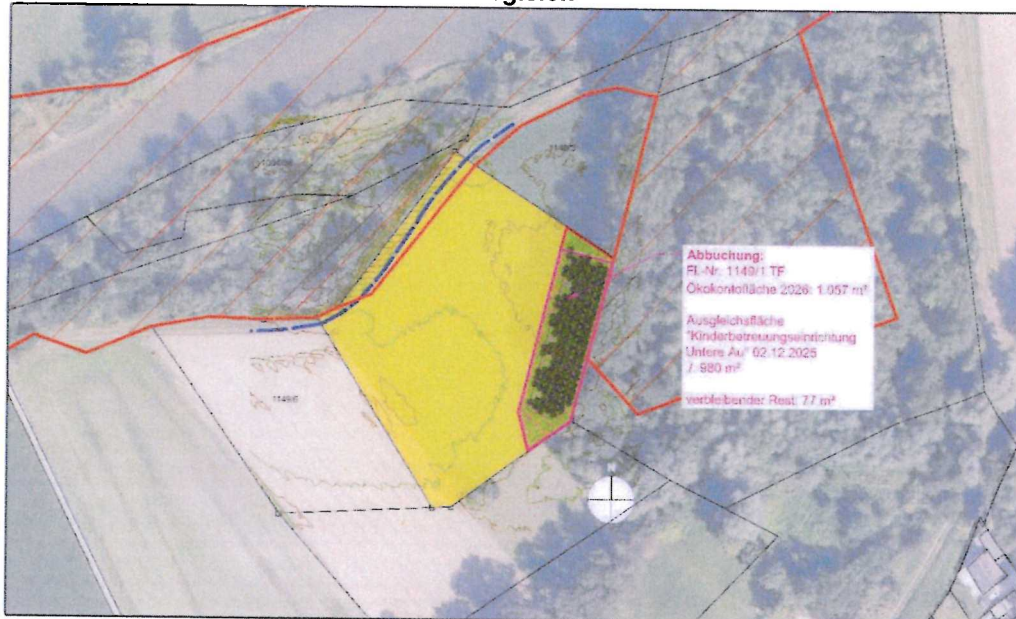 Abbuchung:
Fl.-Nr. 1149/1 TF
Ökokontofläche 2026: 1.057 m²
Ausgleichsfläche
"Kinderbetreuungseinrichtung
Untere Au" 02.12.2025
./. 980 m²
verbleibender Rest: 77 m²